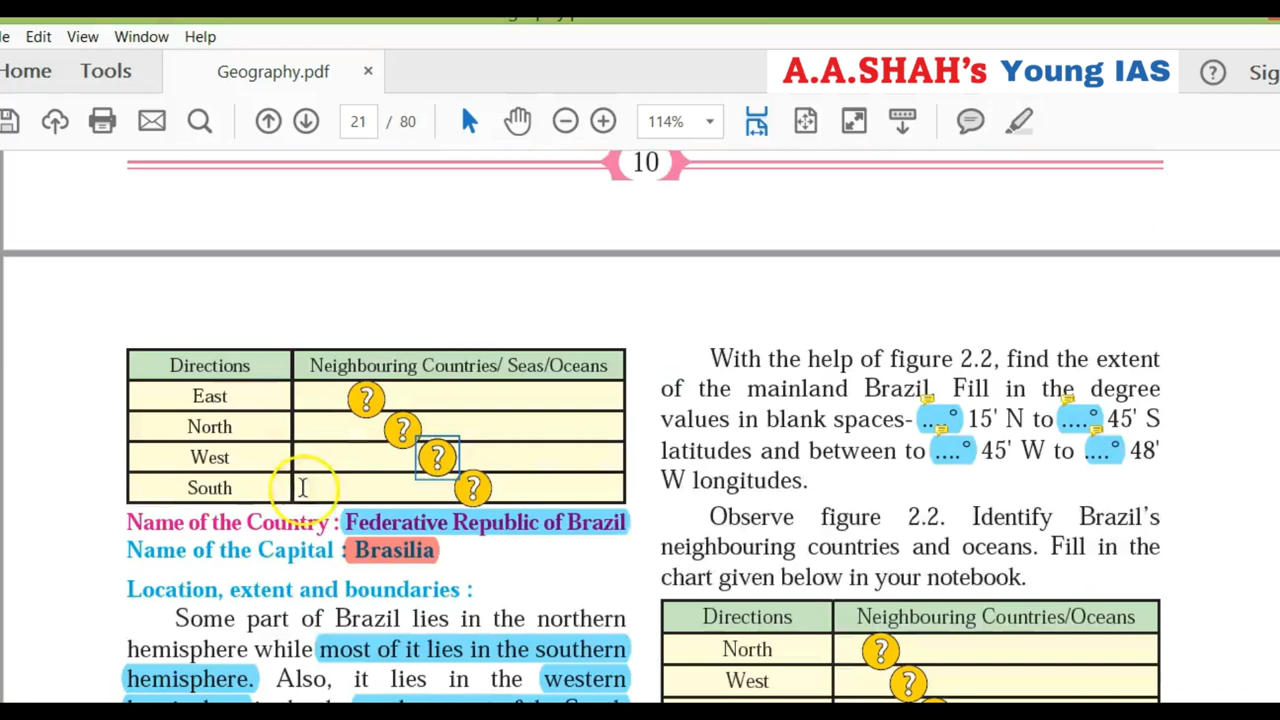 Edit View Window Help
Home Tools Geography.pdf × A.A.SHAH's Young IAS ?
21 / 80 114%
10
Directions Neighbouring Countries/ Seas/Oceans
East ?
North ?
West ?
South ?
Name of the Country : Federative Republic of Brazil
Name of the Capital : Brasilia
Location, extent and boundaries :
Some part of Brazil lies in the northern
hemisphere while most of it lies in the southern
hemisphere. Also, it lies in the western
With the help of figure 2.2, find the extent
of the mainland Brazil. Fill in the degree
values in blank spaces- ....° 15' N to ....° 45' S
latitudes and between to ....° 45' W to ....° 48'
W longitudes.
Observe figure 2.2. Identify Brazil's
neighbouring countries and oceans. Fill in the
chart given below in your notebook.
Directions Neighbouring Countries/Oceans
North ?
West ?